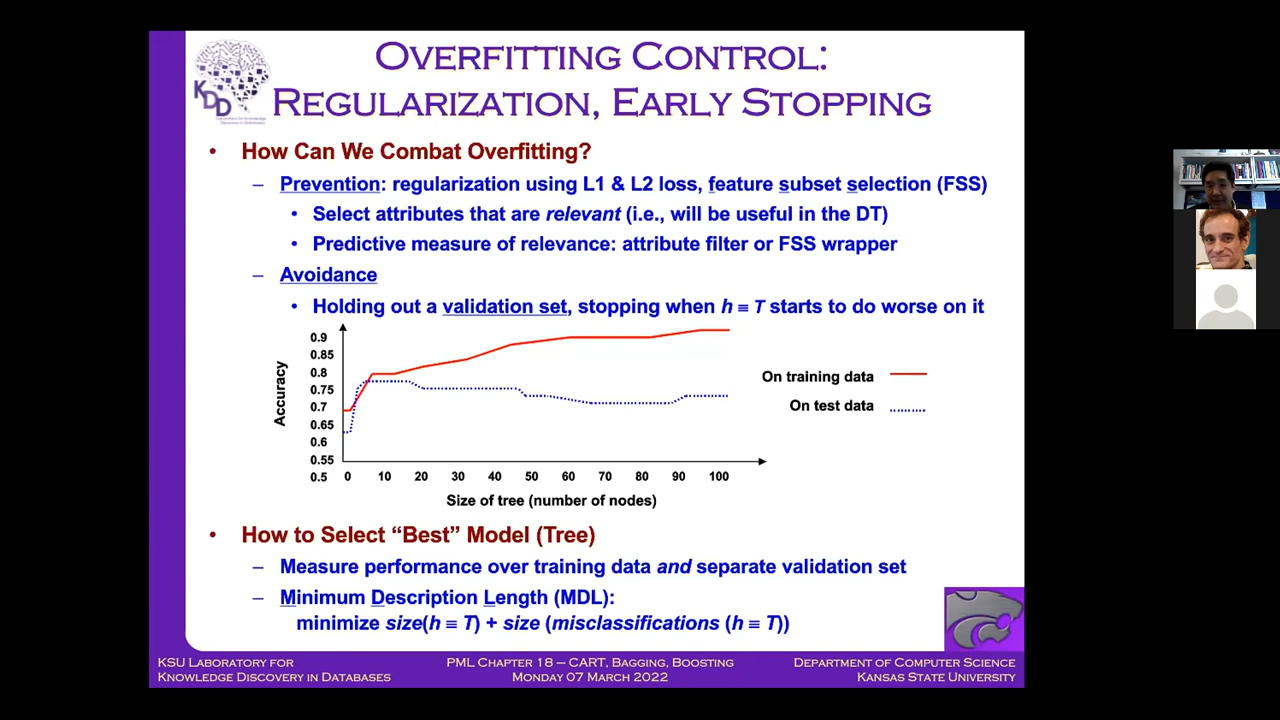 OVERFITTING CONTROL:
REGULARIZATION, EARLY STOPPING
KDD
• How Can We Combat Overfitting?
– Prevention: regularization using L1 & L2 loss, feature subset selection (FSS)
• Select attributes that are relevant (i.e., will be useful in the DT)
• Predictive measure of relevance: attribute filter or FSS wrapper
– Avoidance
• Holding out a validation set, stopping when h ≡ T starts to do worse on it
Accuracy
0.9
0.85
0.8
0.75
0.7
0.65
0.6
0.55
0.5
0 10 20 30 40 50 60 70 80 90 100
Size of tree (number of nodes)
On training data
On test data
• How to Select “Best” Model (Tree)
– Measure performance over training data and separate validation set
– Minimum Description Length (MDL):
minimize size(h ≡ T) + size (misclassifications (h ≡ T))
KSU LABORATORY FOR
KNOWLEDGE DISCOVERY IN DATABASES
PML CHAPTER 18 – CART, BAGGING, BOOSTING
MONDAY 07 MARCH 2022
DEPARTMENT OF COMPUTER SCIENCE
KANSAS STATE UNIVERSITY